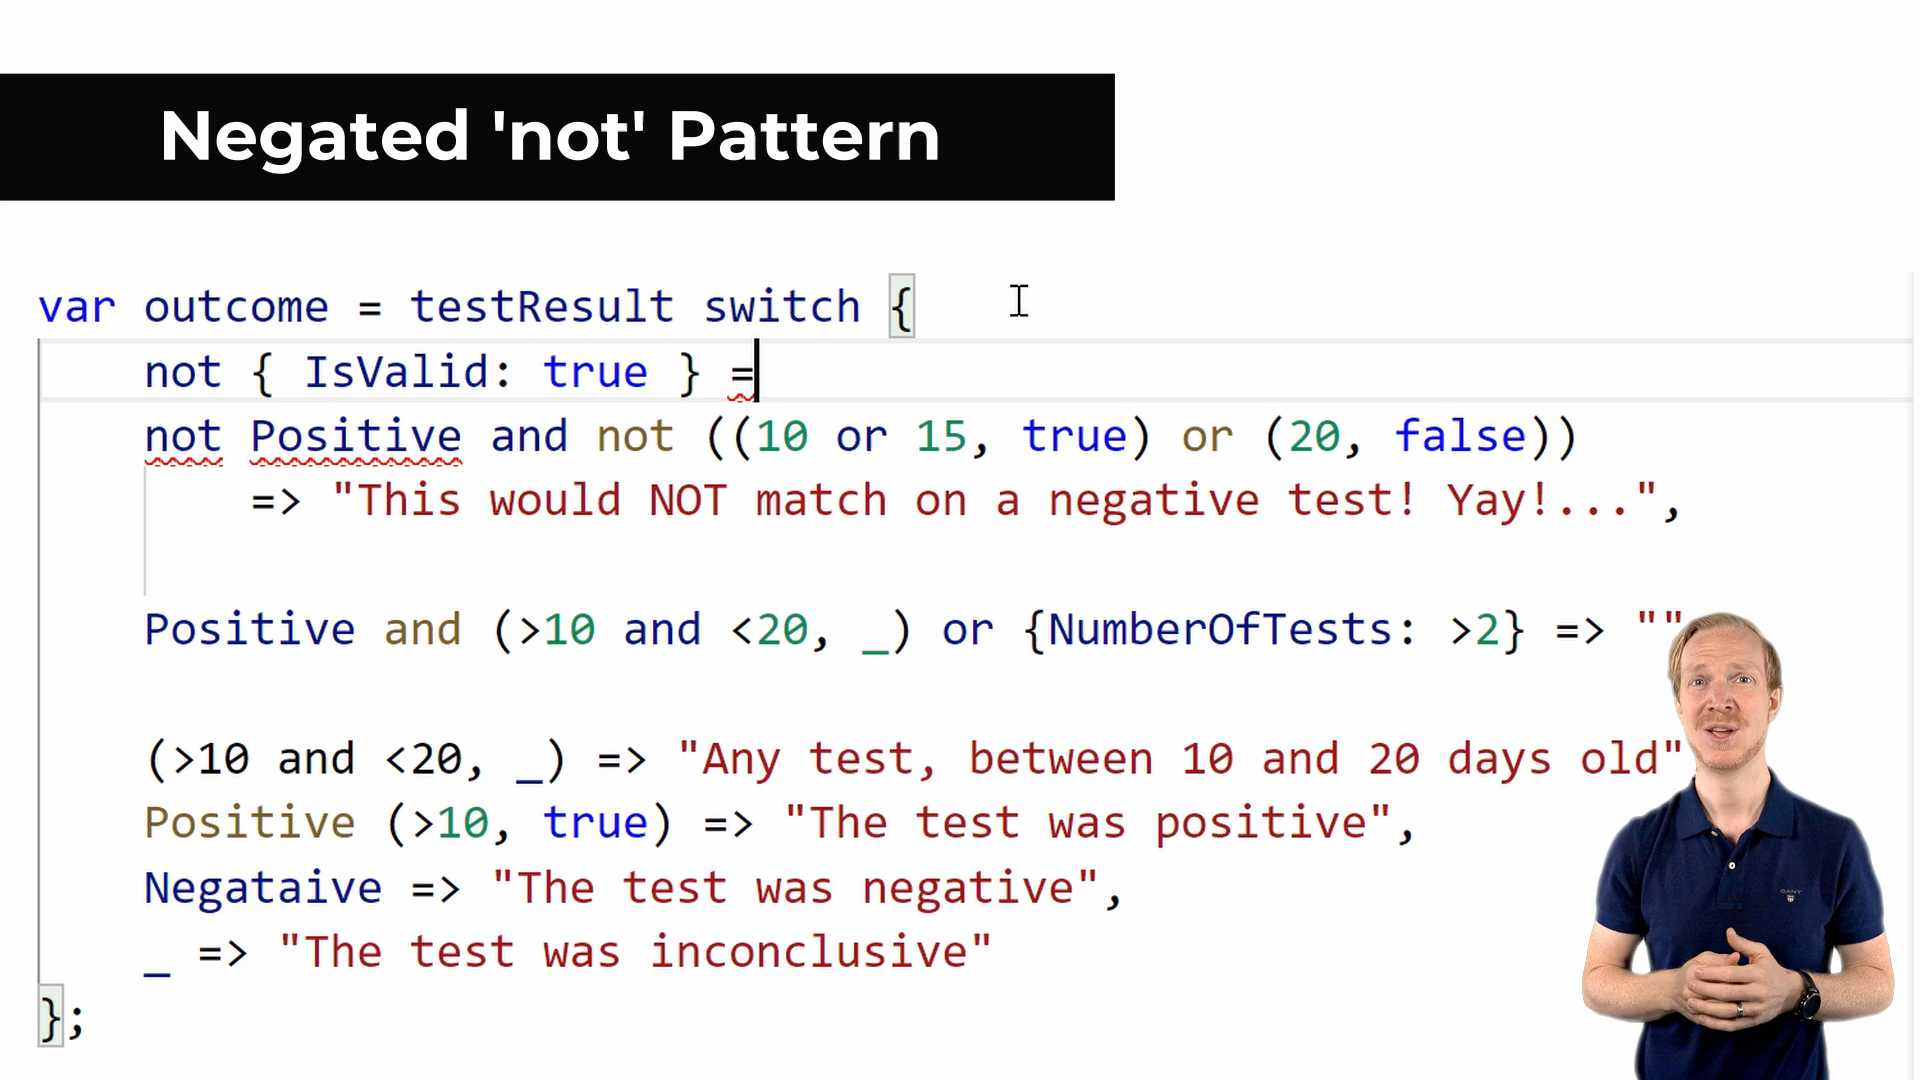 Negated 'not' Pattern
var outcome = testResult switch {
not { IsValid: true } =
not Positive and not ((10 or 15, true) or (20, false))
=> "This would NOT match on a negative test! Yay!...",
Positive and (>10 and <20, _) or {NumberOfTests: >2} => ""
(>10 and <20, _) => "Any test, between 10 and 20 days old"
Positive (>10, true) => "The test was positive",
Negataive => "The test was negative",
_ => "The test was inconclusive"
};
GANT